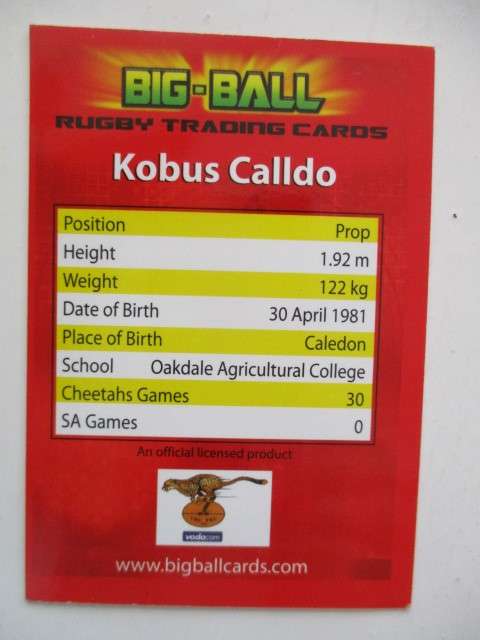 BIG-BALL
RUGBY TRADING CARDS
Kobus Calldo
Position Prop
Height 1.92 m
Weight 122 kg
Date of Birth 30 April 1981
Place of Birth Caledon
School Oakdale Agricultural College
Cheetahs Games 30
SA Games 0
An official licensed product
vodacom
www.bigballcards.com